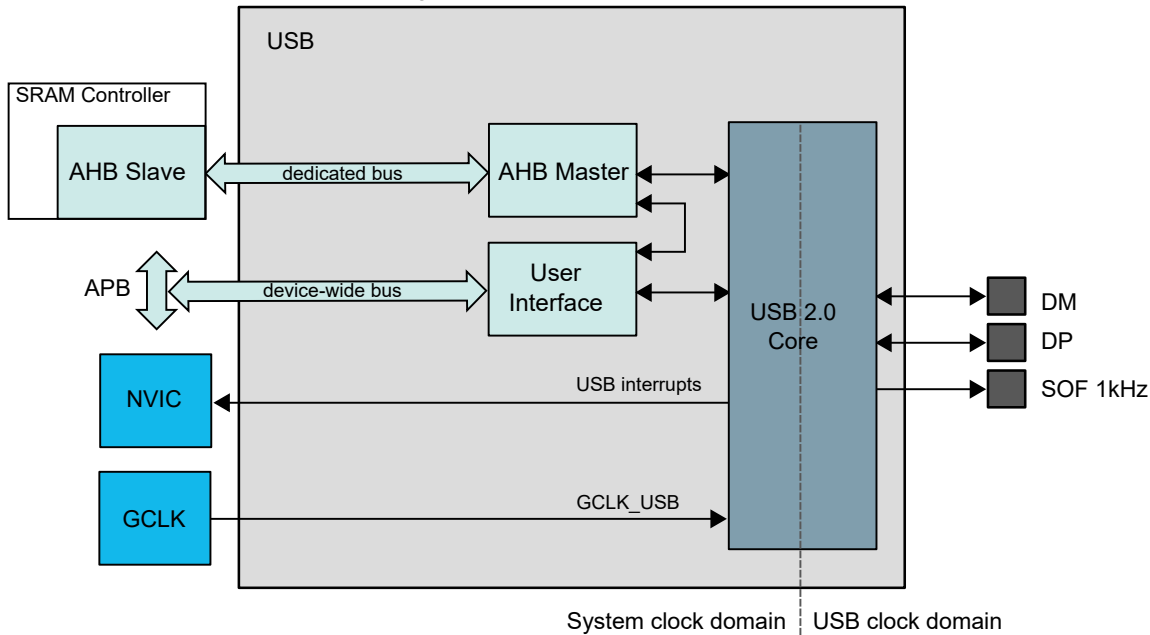 USB
SRAM Controller
AHB Slave
dedicated bus
AHB Master
APB
device-wide bus
User
Interface
USB 2.0
Core
DM
DP
SOF 1kHz
NVIC
USB interrupts
GCLK
GCLK_USB
System clock domain
USB clock domain